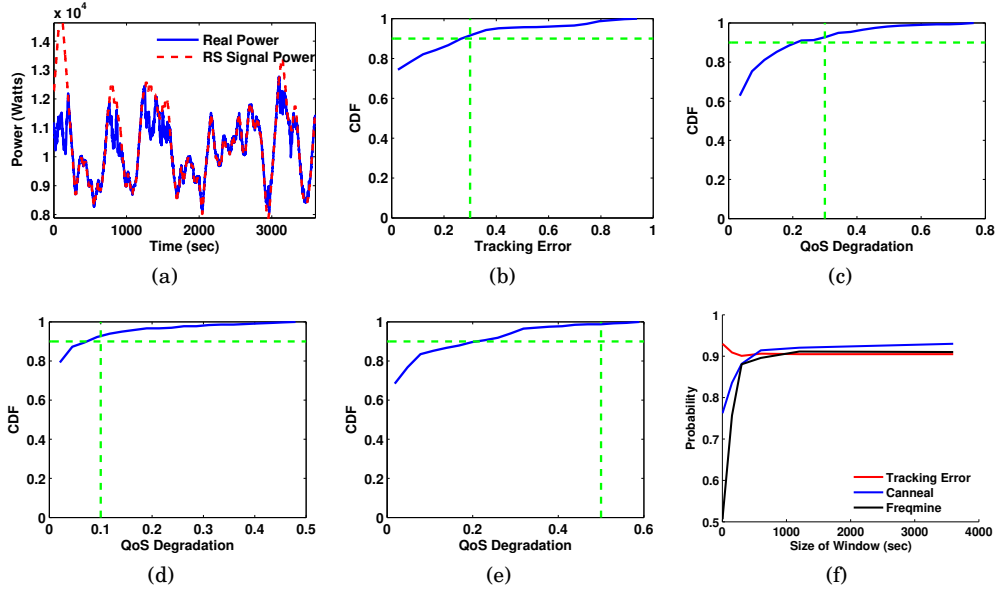 x 10⁴
1.4
1.3
1.2
1.1
1
0.9
0.8
0
1000
2000
3000
Power (Watts)
Time (sec)
Real Power
RS Signal Power
(a)
1
0.8
0.6
0.4
0.2
0
0
0.2
0.4
0.6
0.8
1
CDF
Tracking Error
(b)
1
0.8
0.6
0.4
0.2
0
0
0.2
0.4
0.6
0.8
CDF
QoS Degradation
(c)
1
0.8
0.6
0.4
0.2
0
0
0.1
0.2
0.3
0.4
0.5
CDF
QoS Degradation
(d)
1
0.8
0.6
0.4
0.2
0
0
0.1
0.2
0.3
0.4
0.5
0.6
CDF
QoS Degradation
(e)
1
0.9
0.8
0.7
0.6
0.5
0
1000
2000
3000
4000
Probability
Size of Window (sec)
Tracking Error
Canneal
Freqmine
(f)